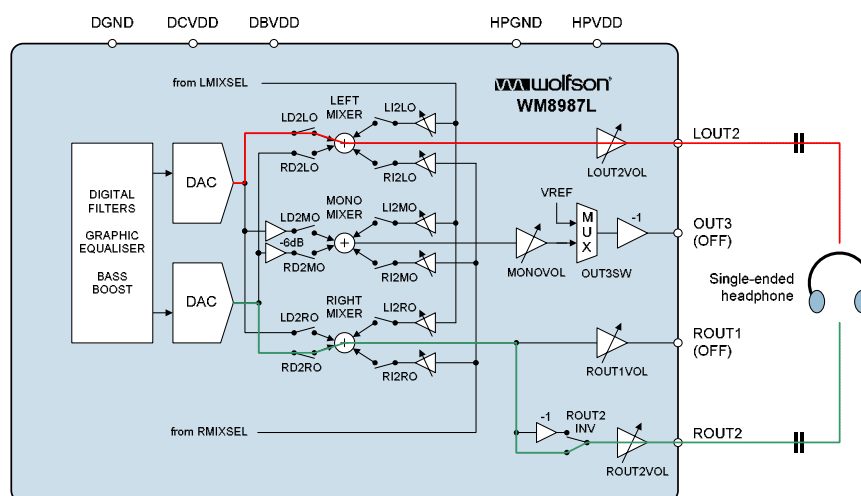 DGND DCVDD DBVDD HPGND HPVDD
from LMIXSEL
wolfson
WM8987L
LEFT
MIXER
LD2LO
LI2LO
RD2LO
RI2LO
LOUT2VOL
LOUT2
DAC
DIGITAL
FILTERS
GRAPHIC
EQUALISER
BASS
BOOST
MONO
MIXER
LD2MO
-6dB
RD2MO
LI2MO
RI2MO
MONOVOL
VREF
MUX
OUT3SW
-1
OUT3
(OFF)
Single-ended
headphone
DAC
RIGHT
MIXER
LD2RO
LI2RO
RD2RO
RI2RO
ROUT1VOL
ROUT1
(OFF)
from RMIXSEL
-1
ROUT2
INV
ROUT2VOL
ROUT2